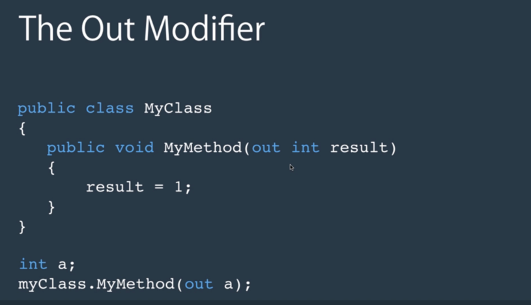 The Out Modifier
public class MyClass
{
public void MyMethod(out int result)
{
result = 1;
}
}
int a;
myClass.MyMethod(out a);